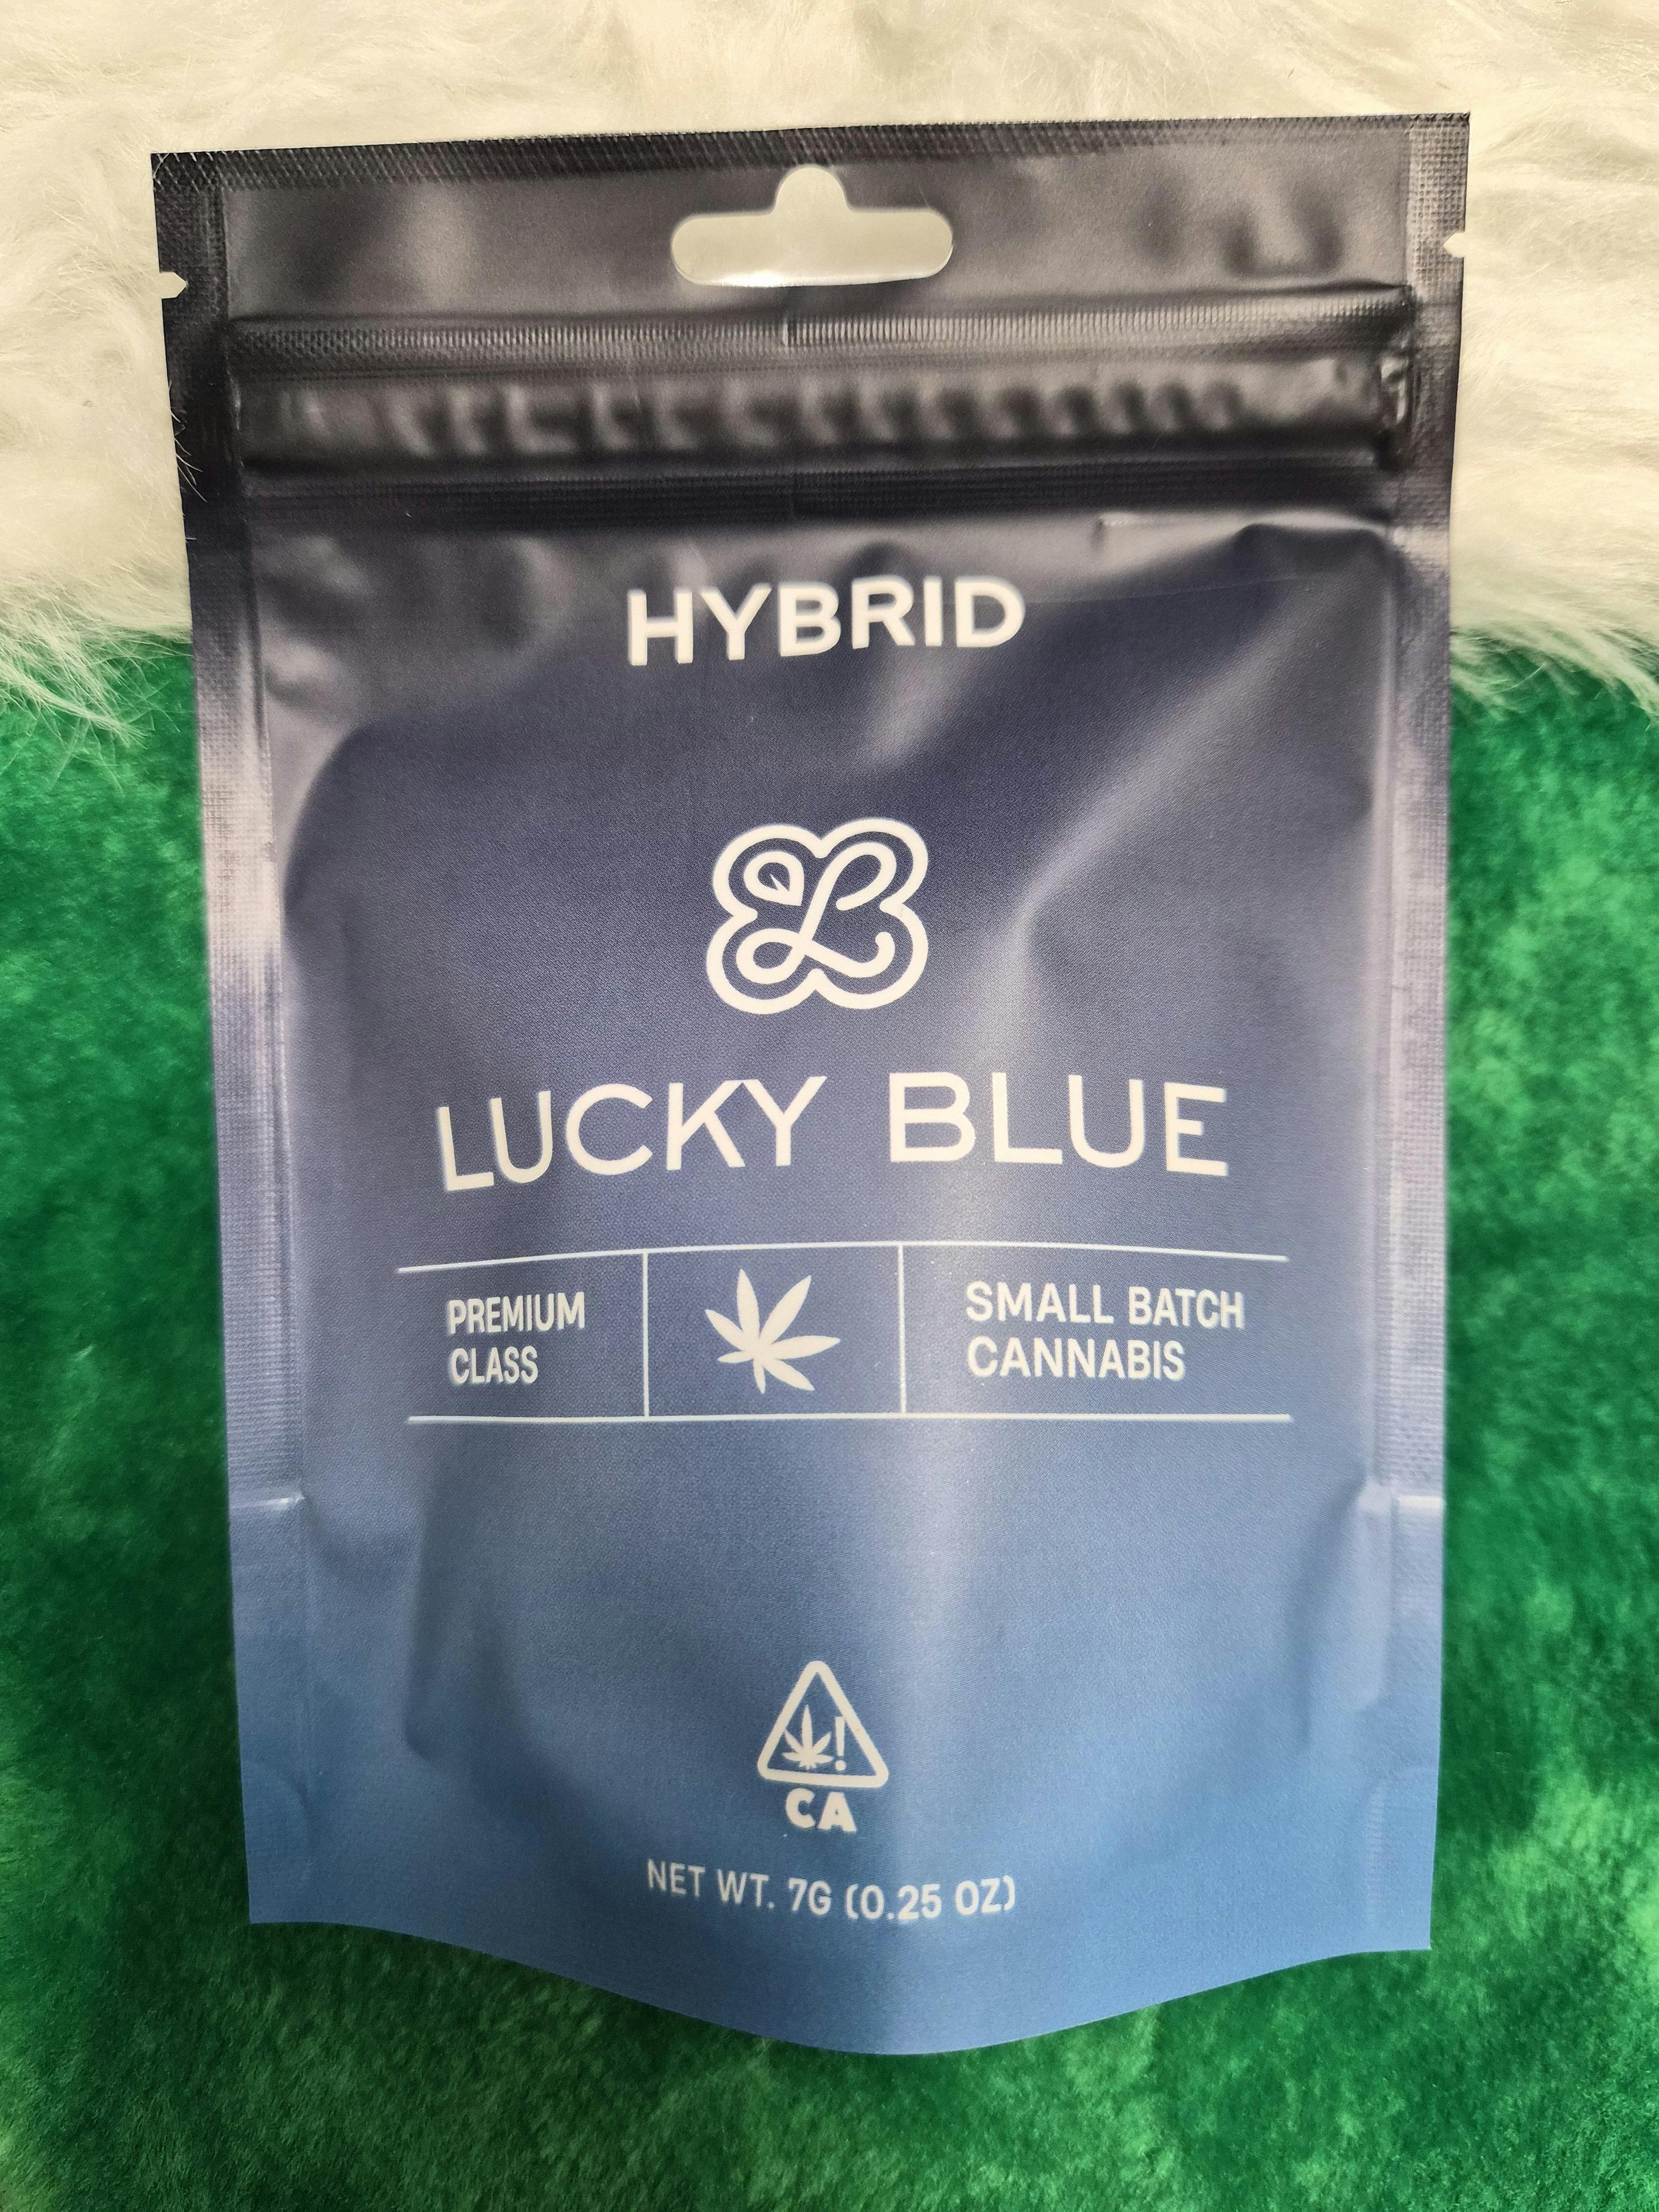 HYBRID
LUCKY BLUE
PREMIUM
CLASS
SMALL BATCH
CANNABIS
CA
NET WT. 7G (0.25 OZ)